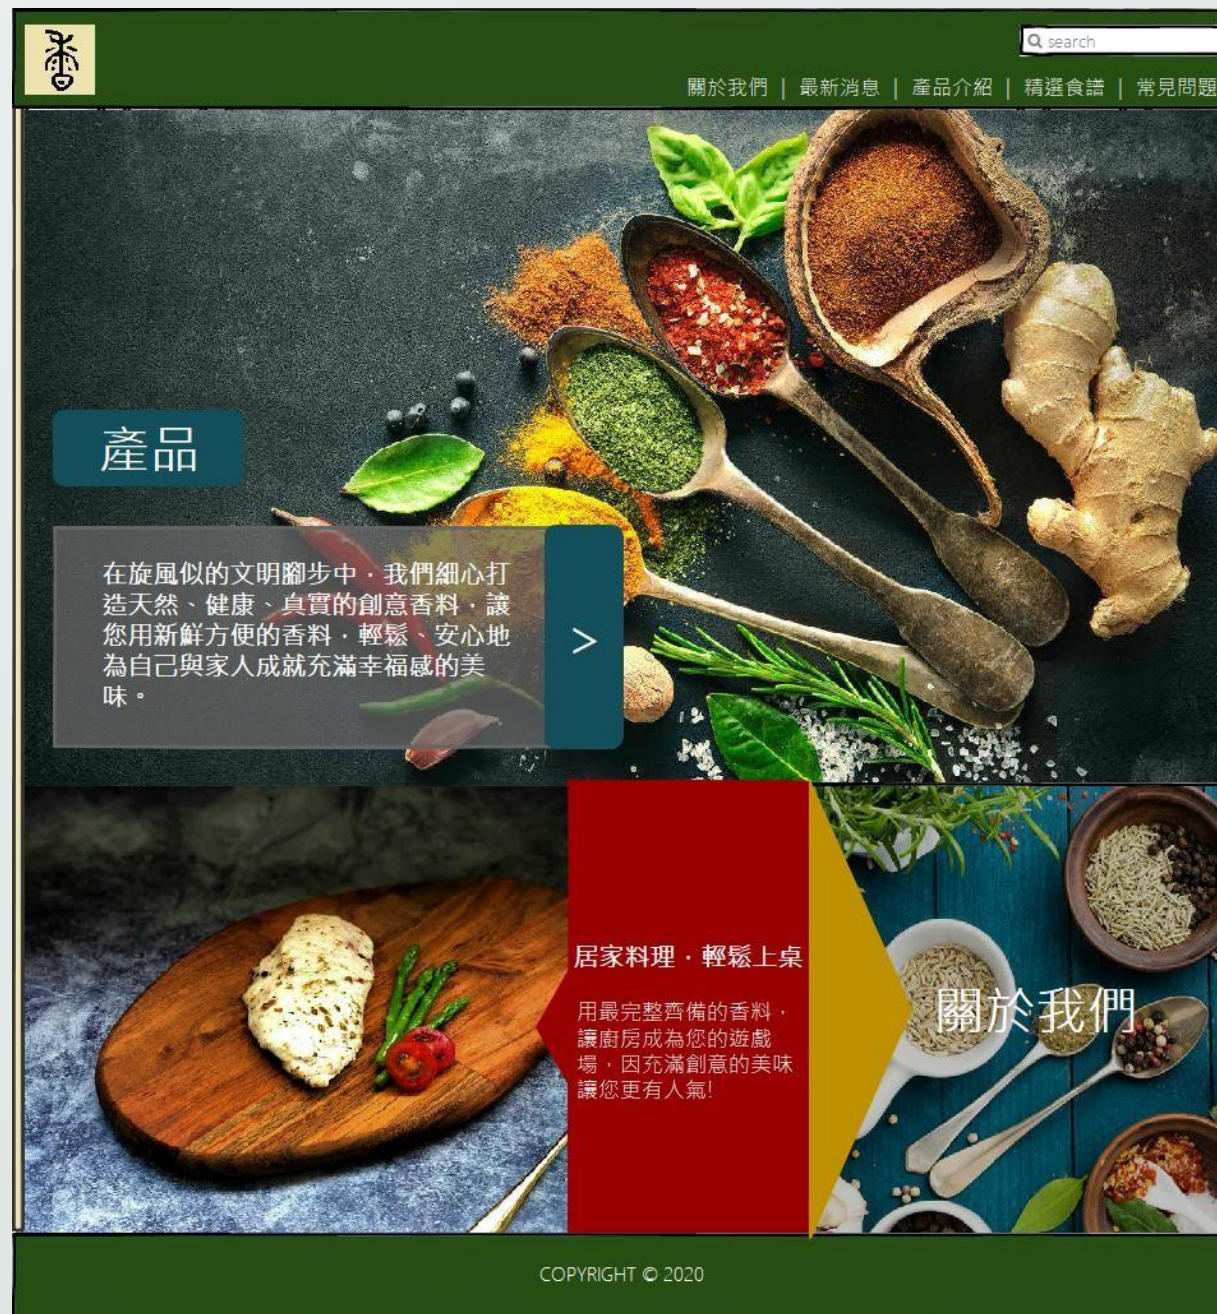 香
search
關於我們 | 最新消息 | 產品介紹 | 精選食譜 | 常見問題
產品
在旋風似的文明腳步中，我們細心打
造天然、健康、真實的創意香料，讓
您用新鮮方便的香料，輕鬆、安心地
為自己與家人成就充滿幸福感的美
味。
>
居家料理，輕鬆上桌
用最完整齊備的香料，
讓廚房成為您的遊戲
場，因充滿創意的美味
讓您更有人氣!
關於我們
COPYRIGHT © 2020